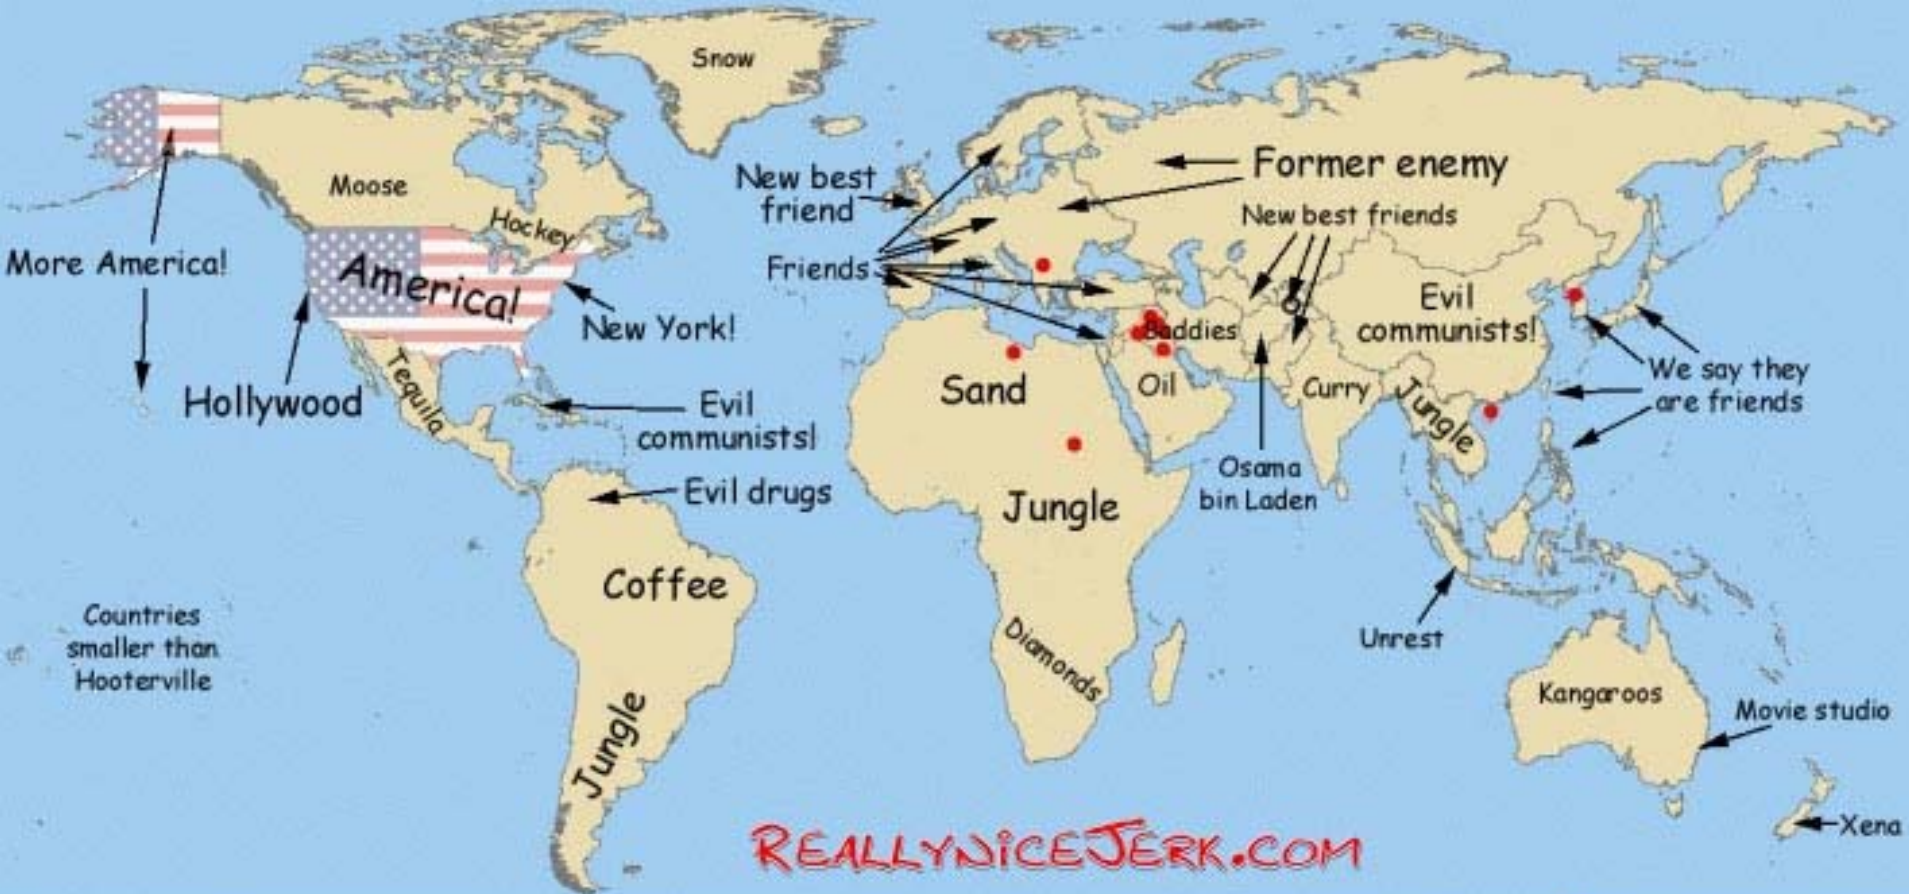 Snow
Moose
Hockey
More America!
America!
New York!
Hollywood
Tequila
Evil
communists!
Evil drugs
Coffee
Jungle
Countries
smaller than
Hooterville
New best
friend
Friends
Former enemy
New best friends
Baddies
Evil
communists!
We say they
are friends
Sand
Oil
Curry
Jungle
Osama
bin Laden
Jungle
Diamonds
Unrest
Kangaroos
Movie studio
Xena
REALLYNICEJERK.COM